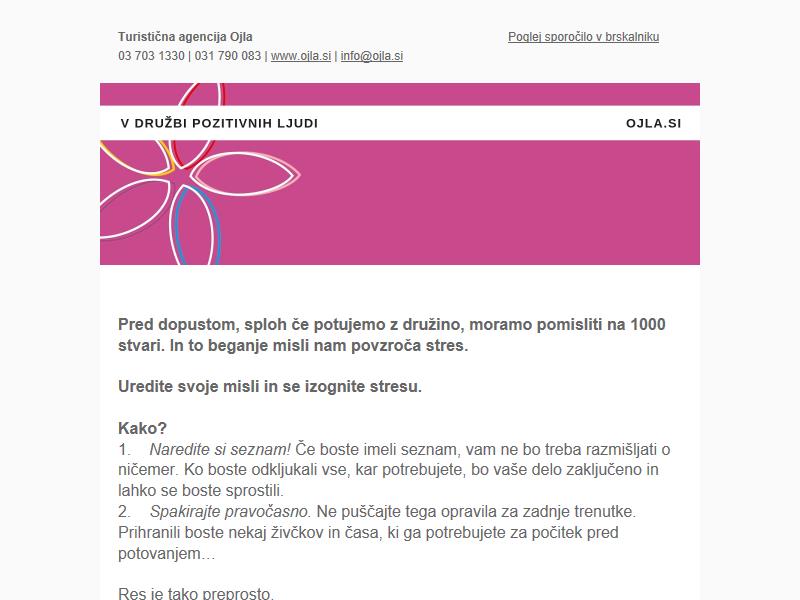 Turistična agencija Ojla
Poglej sporočilo v brskalniku
03 703 1330 | 031 790 083 | www.ojla.si | info@ojla.si
V DRUŽBI POZITIVNIH LJUDI
OJLA.SI
Pred dopustom, sploh če potujemo z družino, moramo pomisliti na 1000
stvari. In to beganje misli nam povzroča stres.
Uredite svoje misli in se izognite stresu.
Kako?
1. Naredite si seznam! Če boste imeli seznam, vam ne bo treba razmišljati o
ničemer. Ko boste odkljukali vse, kar potrebujete, bo vaše delo zaključeno in
lahko se boste sprostili.
2. Spakirajte pravočasno. Ne puščajte tega opravila za zadnje trenutke.
Prihranili boste nekaj živčkov in časa, ki ga potrebujete za počitek pred
potovanjem…
Res je tako preprosto.